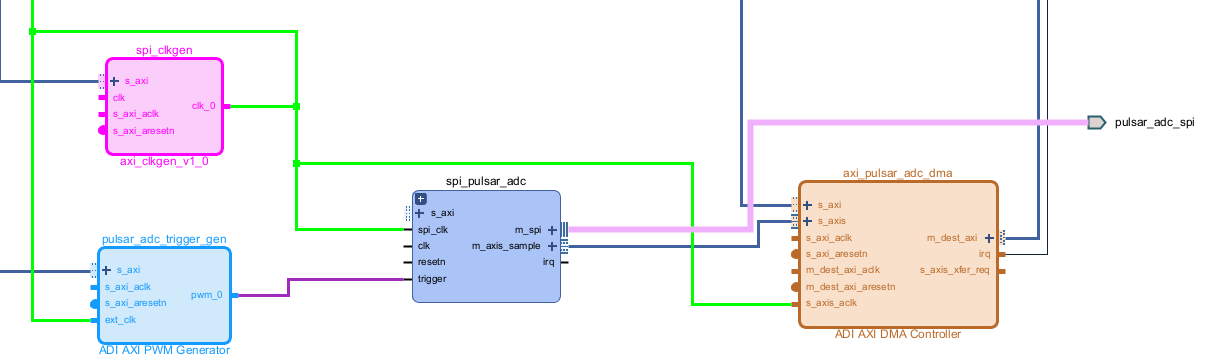 spi_clkgen
s_axi
clk
s_axi_aclk
s_axi_aresetn
clk_0
axi_clkgen_v1_0
pulsar_adc_trigger_gen
s_axi
s_axi_aclk
s_axi_aresetn
ext_clk
pwm_0
ADI AXI PWM Generator
spi_pulsar_adc
s_axi
spi_clk
clk
resetn
trigger
m_spi
m_axis_sample
irq
axi_pulsar_adc_dma
s_axi
s_axis
s_axi_aclk
s_axi_aresetn
m_dest_axi_aclk
m_dest_axi_aresetn
s_axis_aclk
m_dest_axi
irq
s_axis_xfer_req
ADI AXI DMA Controller
pulsar_adc_spi